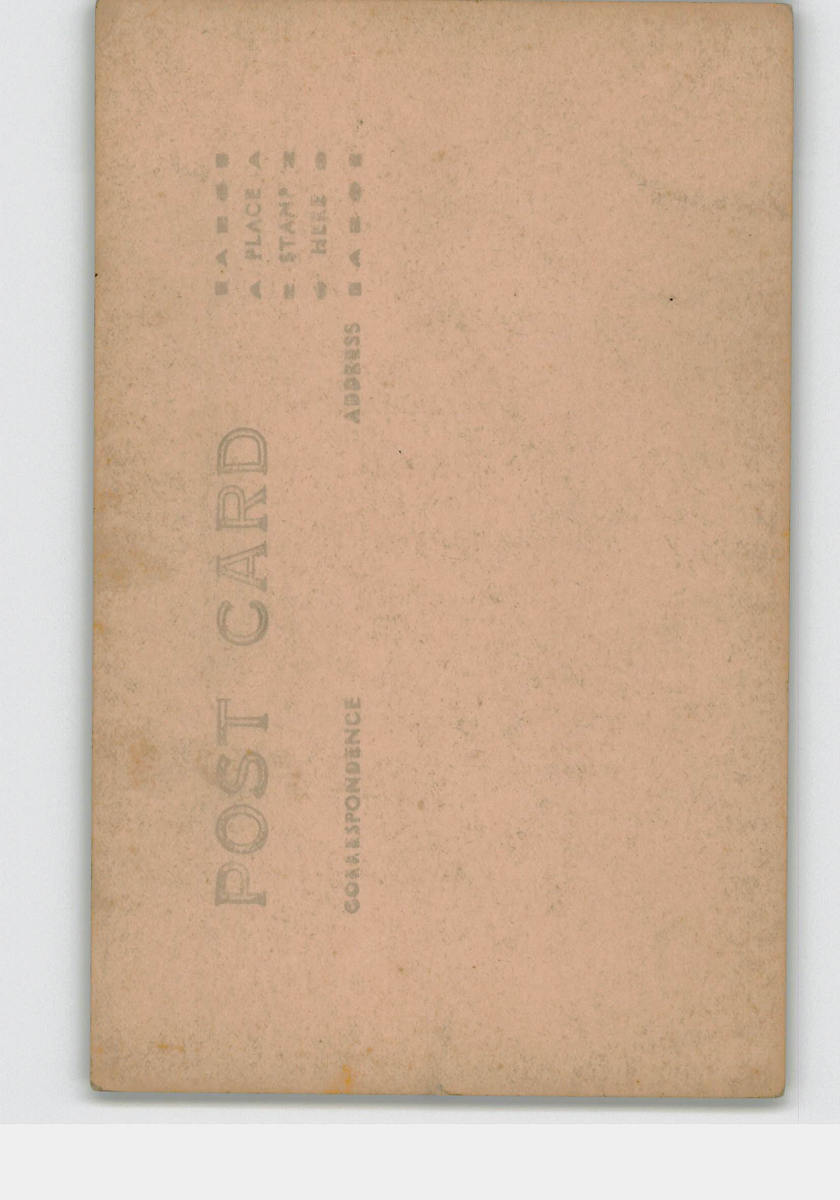 POST CARD
PLACE
STAMP
HERE
CORRESPONDENCE
ADDRESS